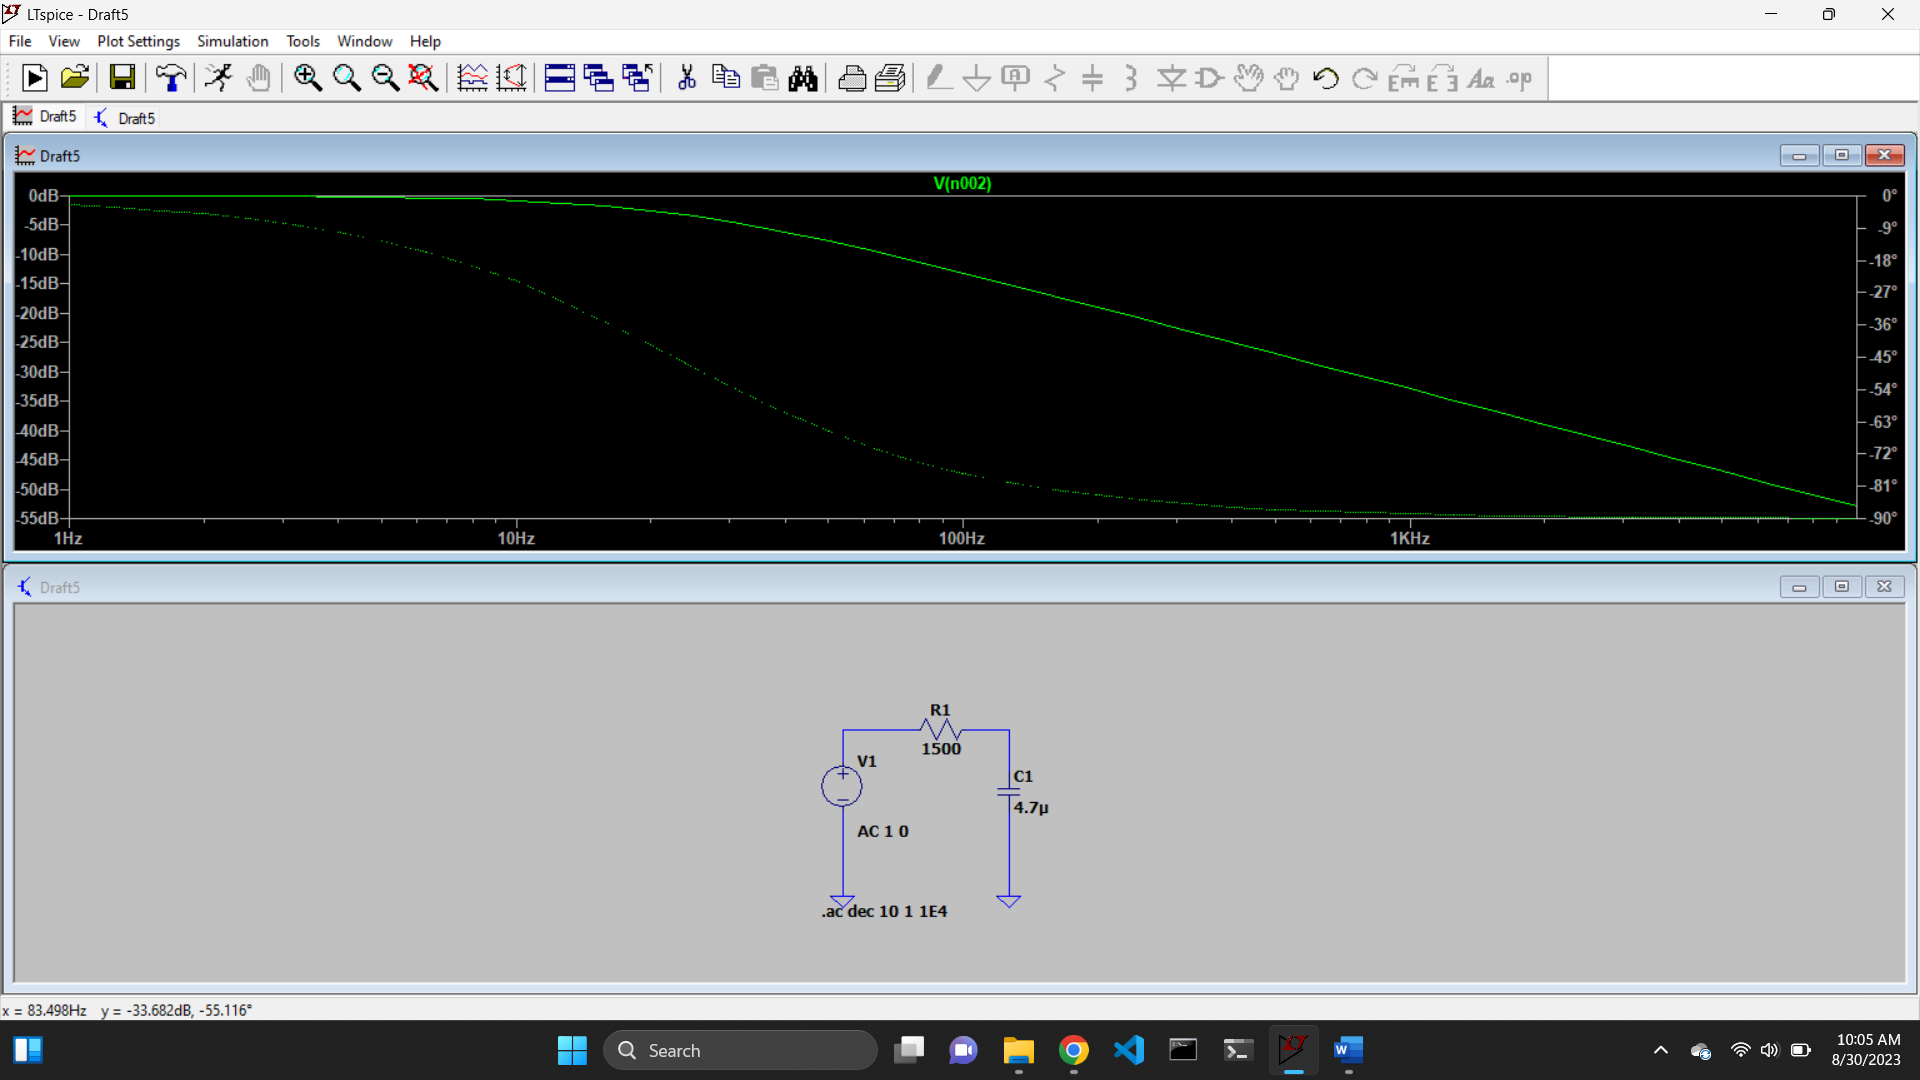 LTspice - Draft5
File View Plot Settings Simulation Tools Window Help
Aa .op
Draft5 Draft5
Draft5
V(n002)
0dB 0°
-5dB -9°
-10dB -18°
-15dB -27°
-20dB -36°
-25dB -45°
-30dB -54°
-35dB -63°
-40dB -72°
-45dB -81°
-50dB -90°
-55dB
1Hz 10Hz 100Hz 1KHz
Draft5
R1
1500
V1
C1
4.7µ
AC 1 0
.ac dec 10 1 1E4
x = 83.498Hz y = -33.682dB, -55.116°
Search
10:05 AM
8/30/2023